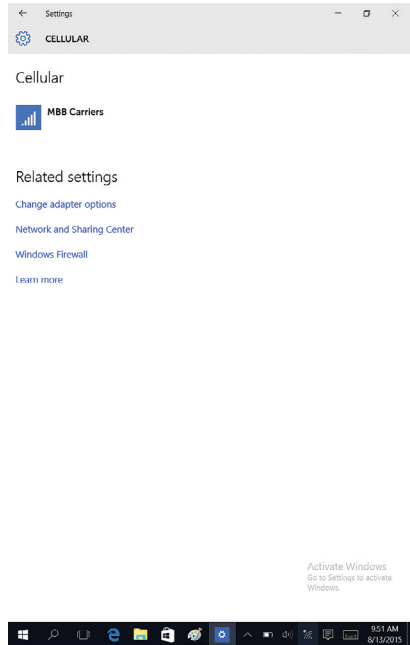 Settings
CELLULAR
Cellular
MBB Carriers
Related settings
Change adapter options
Network and Sharing Center
Windows Firewall
Learn more
Activate Windows
Go to Settings to activate
Windows.
9:51 AM
8/13/2015